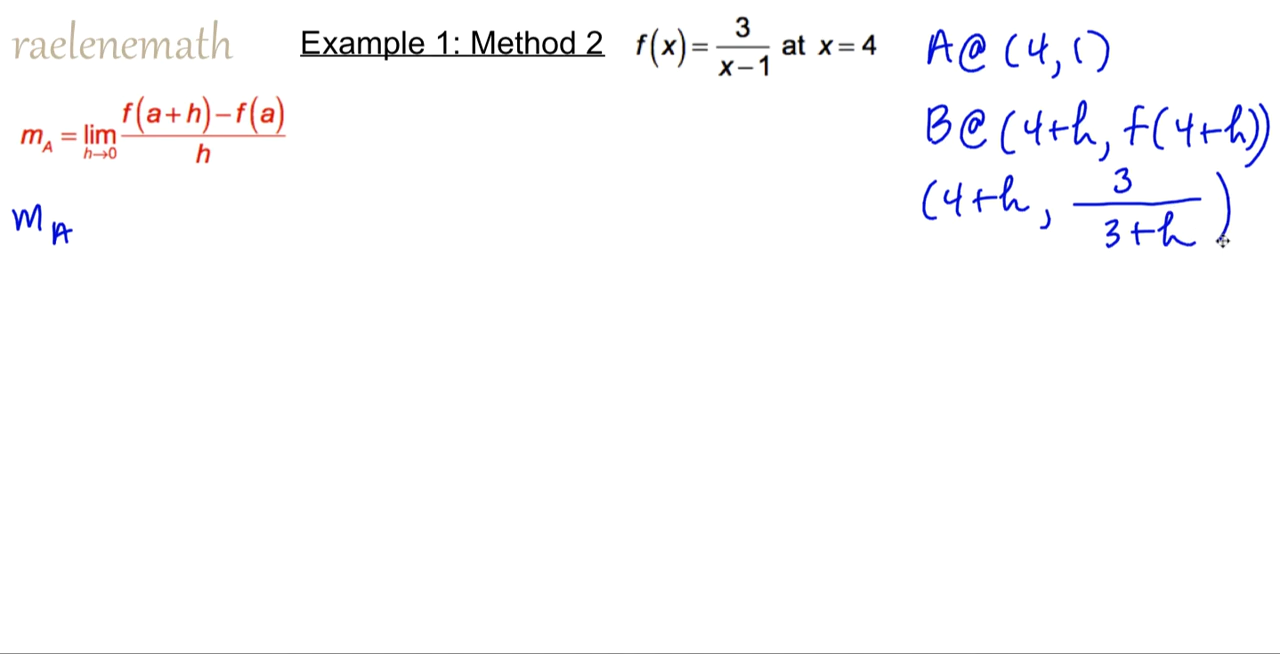 raelenemath
Example 1: Method 2 f(x) = 3/(x−1) at x = 4
A@ (4, 1)
m_A = lim_{h→0} (f(a+h) − f(a))/h
B@ (4+h, f(4+h))
(4+h, 3/(3+h))
m_A